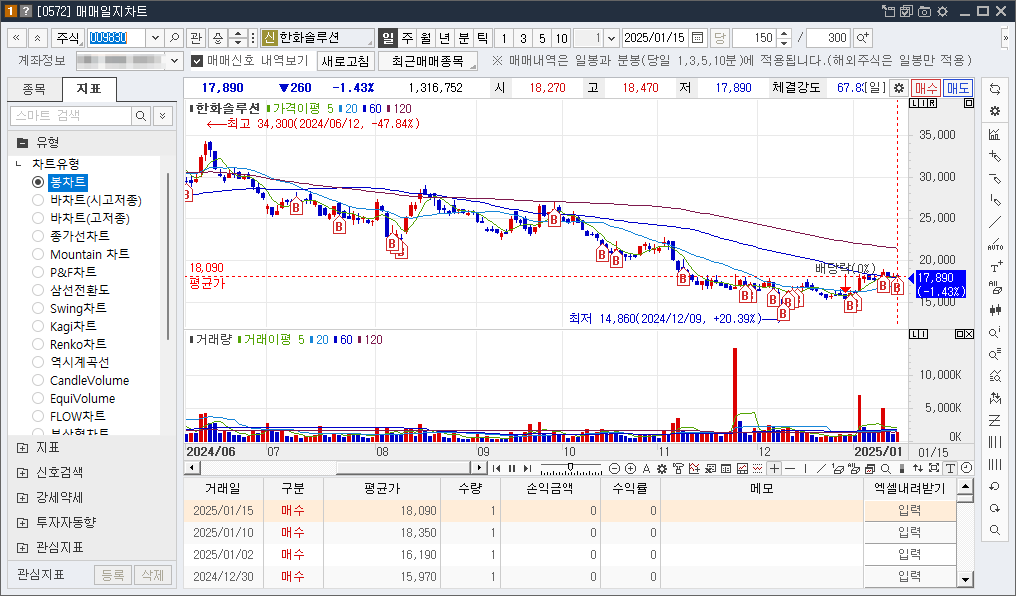 [0572] 매매일지차트
주식 009830 관 승 신 한화솔루션 일 주 월 년 분 틱 1 3 5 10 1 2025/01/15 당 150 / 300
계좌정보 매매신호 내역보기 새로고침 최근매매종목 ※ 매매내역은 일봉과 분봉(당일 1,3,5,10분)에 적용됩니다.(해외주식은 일봉만 적용)
종목 지표
17,890 ▼260 -1.43% 1,316,752 시 18,270 고 18,470 저 17,890 체결강도 67.8 [일] 매수 매도
스마트 검색
유형
차트유형
봉차트
바차트(시고저종)
바차트(고저종)
종가선차트
Mountain 차트
P&F차트
삼선전환도
Swing차트
Kagi차트
Renko차트
역시계곡선
CandleVolume
EquiVolume
FLOW차트
분산형차트
지표
신호검색
강세약세
투자자동향
관심지표
관심지표 등록 삭제
한화솔루션 가격이평 5 20 60 120
L I R
최고 34,300(2024/06/12, -47.84%)
35,000
30,000
25,000
20,000
15,000
18,090
평균가
배당락(0%)
17,890
(-1.43%)
B B B B B B B B B B B B B B B B
최저 14,860(2024/12/09, +20.39%)
거래량 거래이평 5 20 60 120
L I
10,000K
5,000K
0K
2024/06 07 08 09 10 11 12 2025/01 01/15
AUTO
T
All
거래일 구분 평균가 수량 손익금액 수익률 메모 엑셀내려받기
2025/01/15 매수 18,090 1 0 0 입력
2025/01/10 매수 18,350 1 0 0 입력
2025/01/02 매수 16,190 1 0 0 입력
2024/12/30 매수 15,970 1 0 0 입력